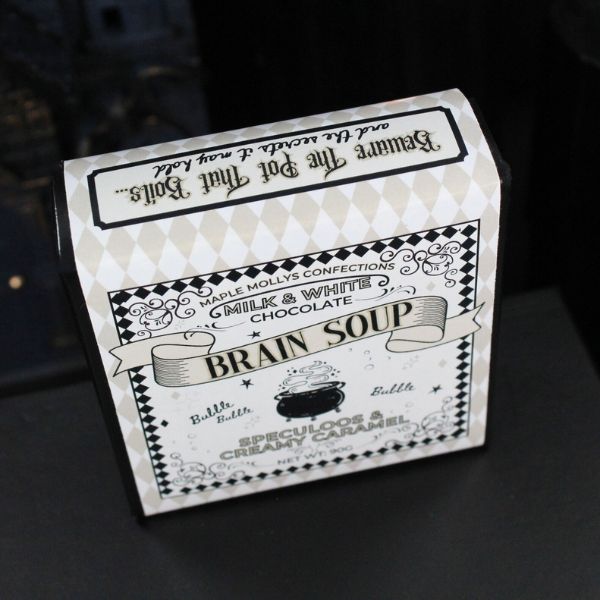 Beware The Pot That Boils...
and the secrets it may hold
MAPLE MOLLYS CONFECTIONS
MILK & WHITE
CHOCOLATE
BRAIN SOUP
Bubble
Bubble
Bubble
SPECULOOS &
CREAMY CARAMEL
NET WT. 90G